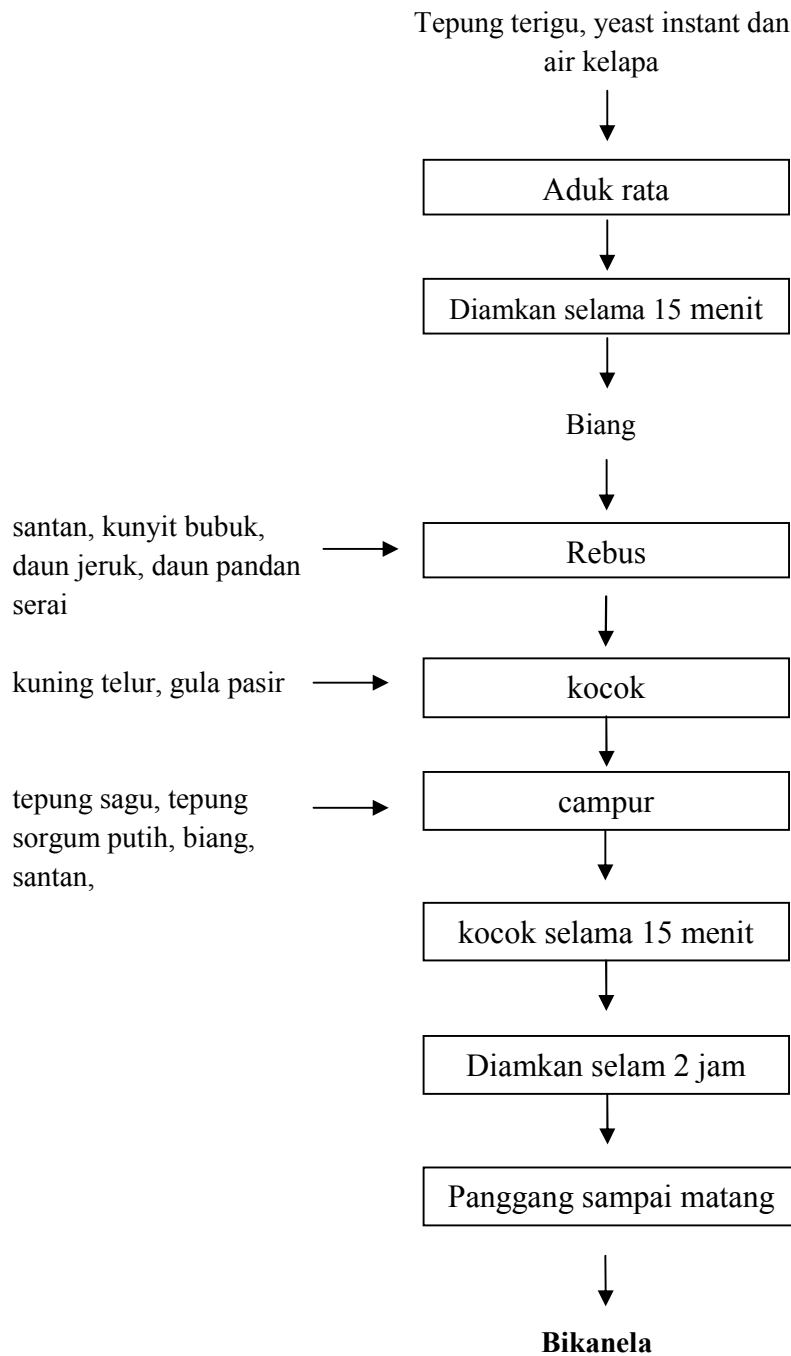 Tepung terigu, yeast instant dan
air kelapa
Aduk rata
Diamkan selama 15 menit
Biang
santan, kunyit bubuk,
daun jeruk, daun pandan
serai
Rebus
kuning telur, gula pasir
kocok
tepung sagu, tepung
sorgum putih, biang,
santan,
campur
kocok selama 15 menit
Diamkan selam 2 jam
Panggang sampai matang
Bikanela